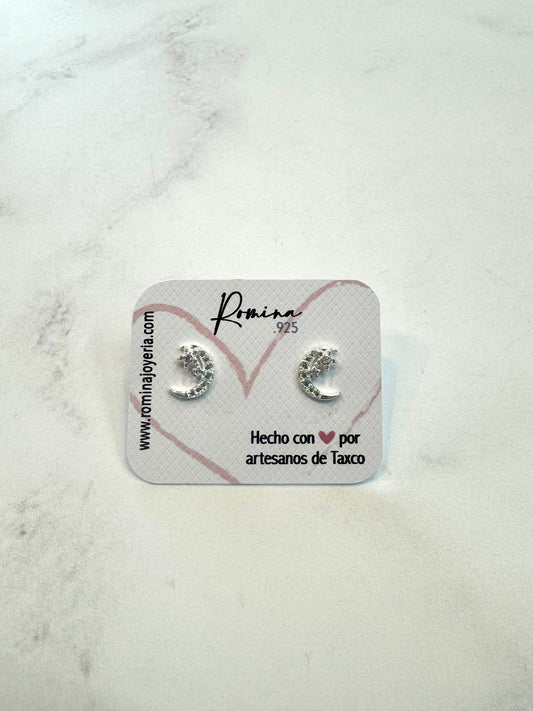 Romina
.925
www.rominajoyeria.com
Hecho con ❤ por
artesanos de Taxco